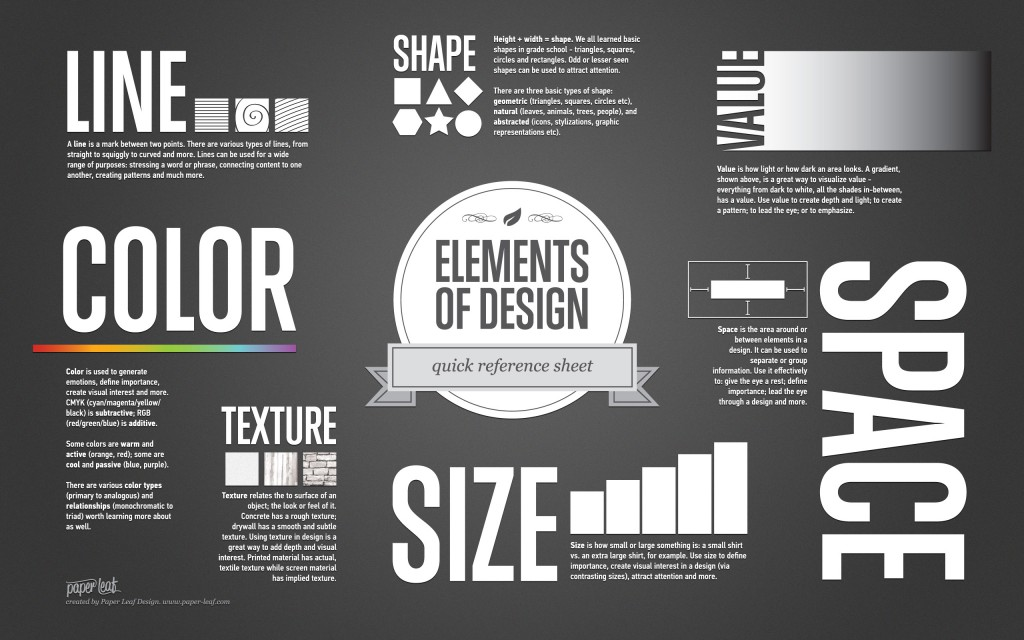 LINE
A line is a mark between two points. There are various types of lines, from
straight to squiggly to curved and more. Lines can be used for a wide
range of purposes: stressing a word or phrase, connecting content to one
another, creating patterns and much more.
SHAPE
Height + width = shape. We all learned basic
shapes in grade school - triangles, squares,
circles and rectangles. Odd or lesser seen
shapes can be used to attract attention.
There are three basic types of shape:
geometric (triangles, squares, circles etc),
natural (leaves, animals, trees, people), and
abstracted (icons, stylizations, graphic
representations etc).
VALUE
Value is how light or how dark an area looks. A gradient,
shown above, is a great way to visualize value -
everything from dark to white, all the shades in-between,
has a value. Use value to create depth and light; to create
a pattern; to lead the eye; or to emphasize.
COLOR
Color is used to generate
emotions, define importance,
create visual interest and more.
CMYK (cyan/magenta/yellow/
black) is subtractive; RGB
(red/green/blue) is additive.
Some colors are warm and
active (orange, red); some are
cool and passive (blue, purple).
There are various color types
(primary to analogous) and
relationships (monochromatic to
triad) worth learning more about
as well.
ELEMENTS
OF DESIGN
quick reference sheet
SPACE
Space is the area around or
between elements in a
design. It can be used to
separate or group
information. Use it effectively
to: give the eye a rest; define
importance; lead the eye
through a design and more.
TEXTURE
Texture relates the to surface of an
object; the look or feel of it.
Concrete has a rough texture;
drywall has a smooth and subtle
texture. Using texture in design is a
great way to add depth and visual
interest. Printed material has actual,
textile texture while screen material
has implied texture.
SIZE
Size is how small or large something is: a small shirt
vs. an extra large shirt, for example. Use size to define
importance, create visual interest in a design (via
contrasting sizes), attract attention and more.
paper leaf
created by Paper Leaf Design. www.paper-leaf.com